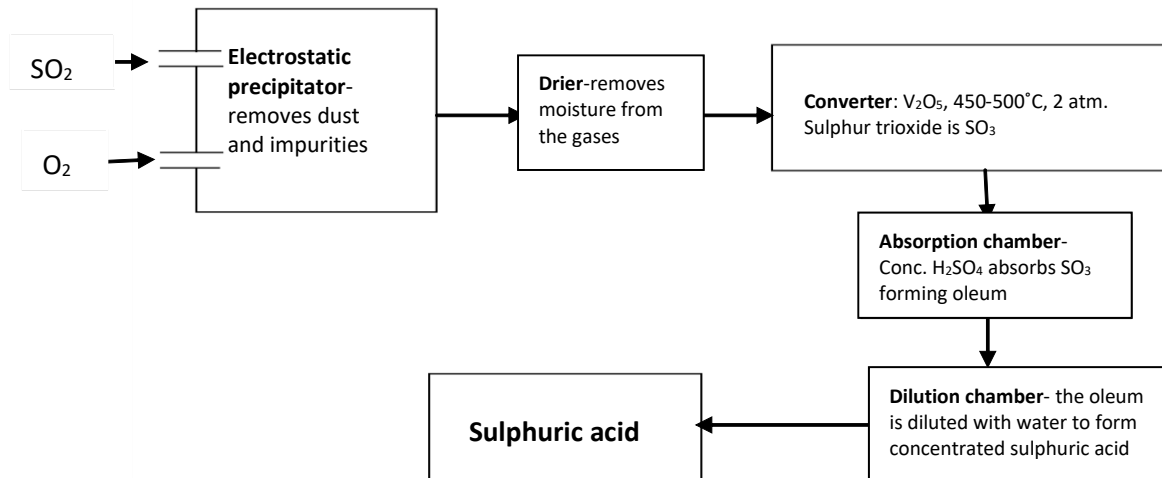 SO₂
O₂
Electrostatic
precipitator-
removes dust
and impurities
Drier-removes
moisture from
the gases
Converter: V₂O₅, 450-500˚C, 2 atm.
Sulphur trioxide is SO₃
Absorption chamber-
Conc. H₂SO₄ absorbs SO₃
forming oleum
Dilution chamber- the oleum
is diluted with water to form
concentrated sulphuric acid
Sulphuric acid